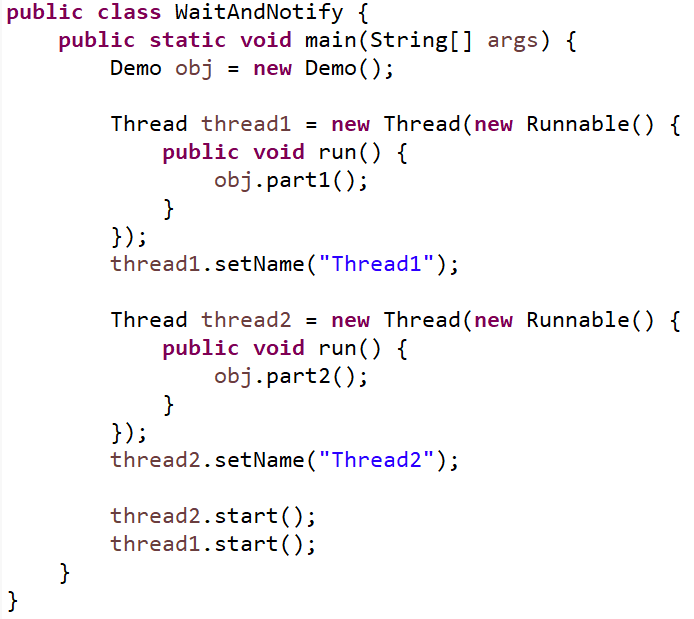 public class WaitAndNotify {
    public static void main(String[] args) {
        Demo obj = new Demo();

        Thread thread1 = new Thread(new Runnable() {
            public void run() {
                obj.part1();
            }
        });
        thread1.setName("Thread1");

        Thread thread2 = new Thread(new Runnable() {
            public void run() {
                obj.part2();
            }
        });
        thread2.setName("Thread2");

        thread2.start();
        thread1.start();
    }
}